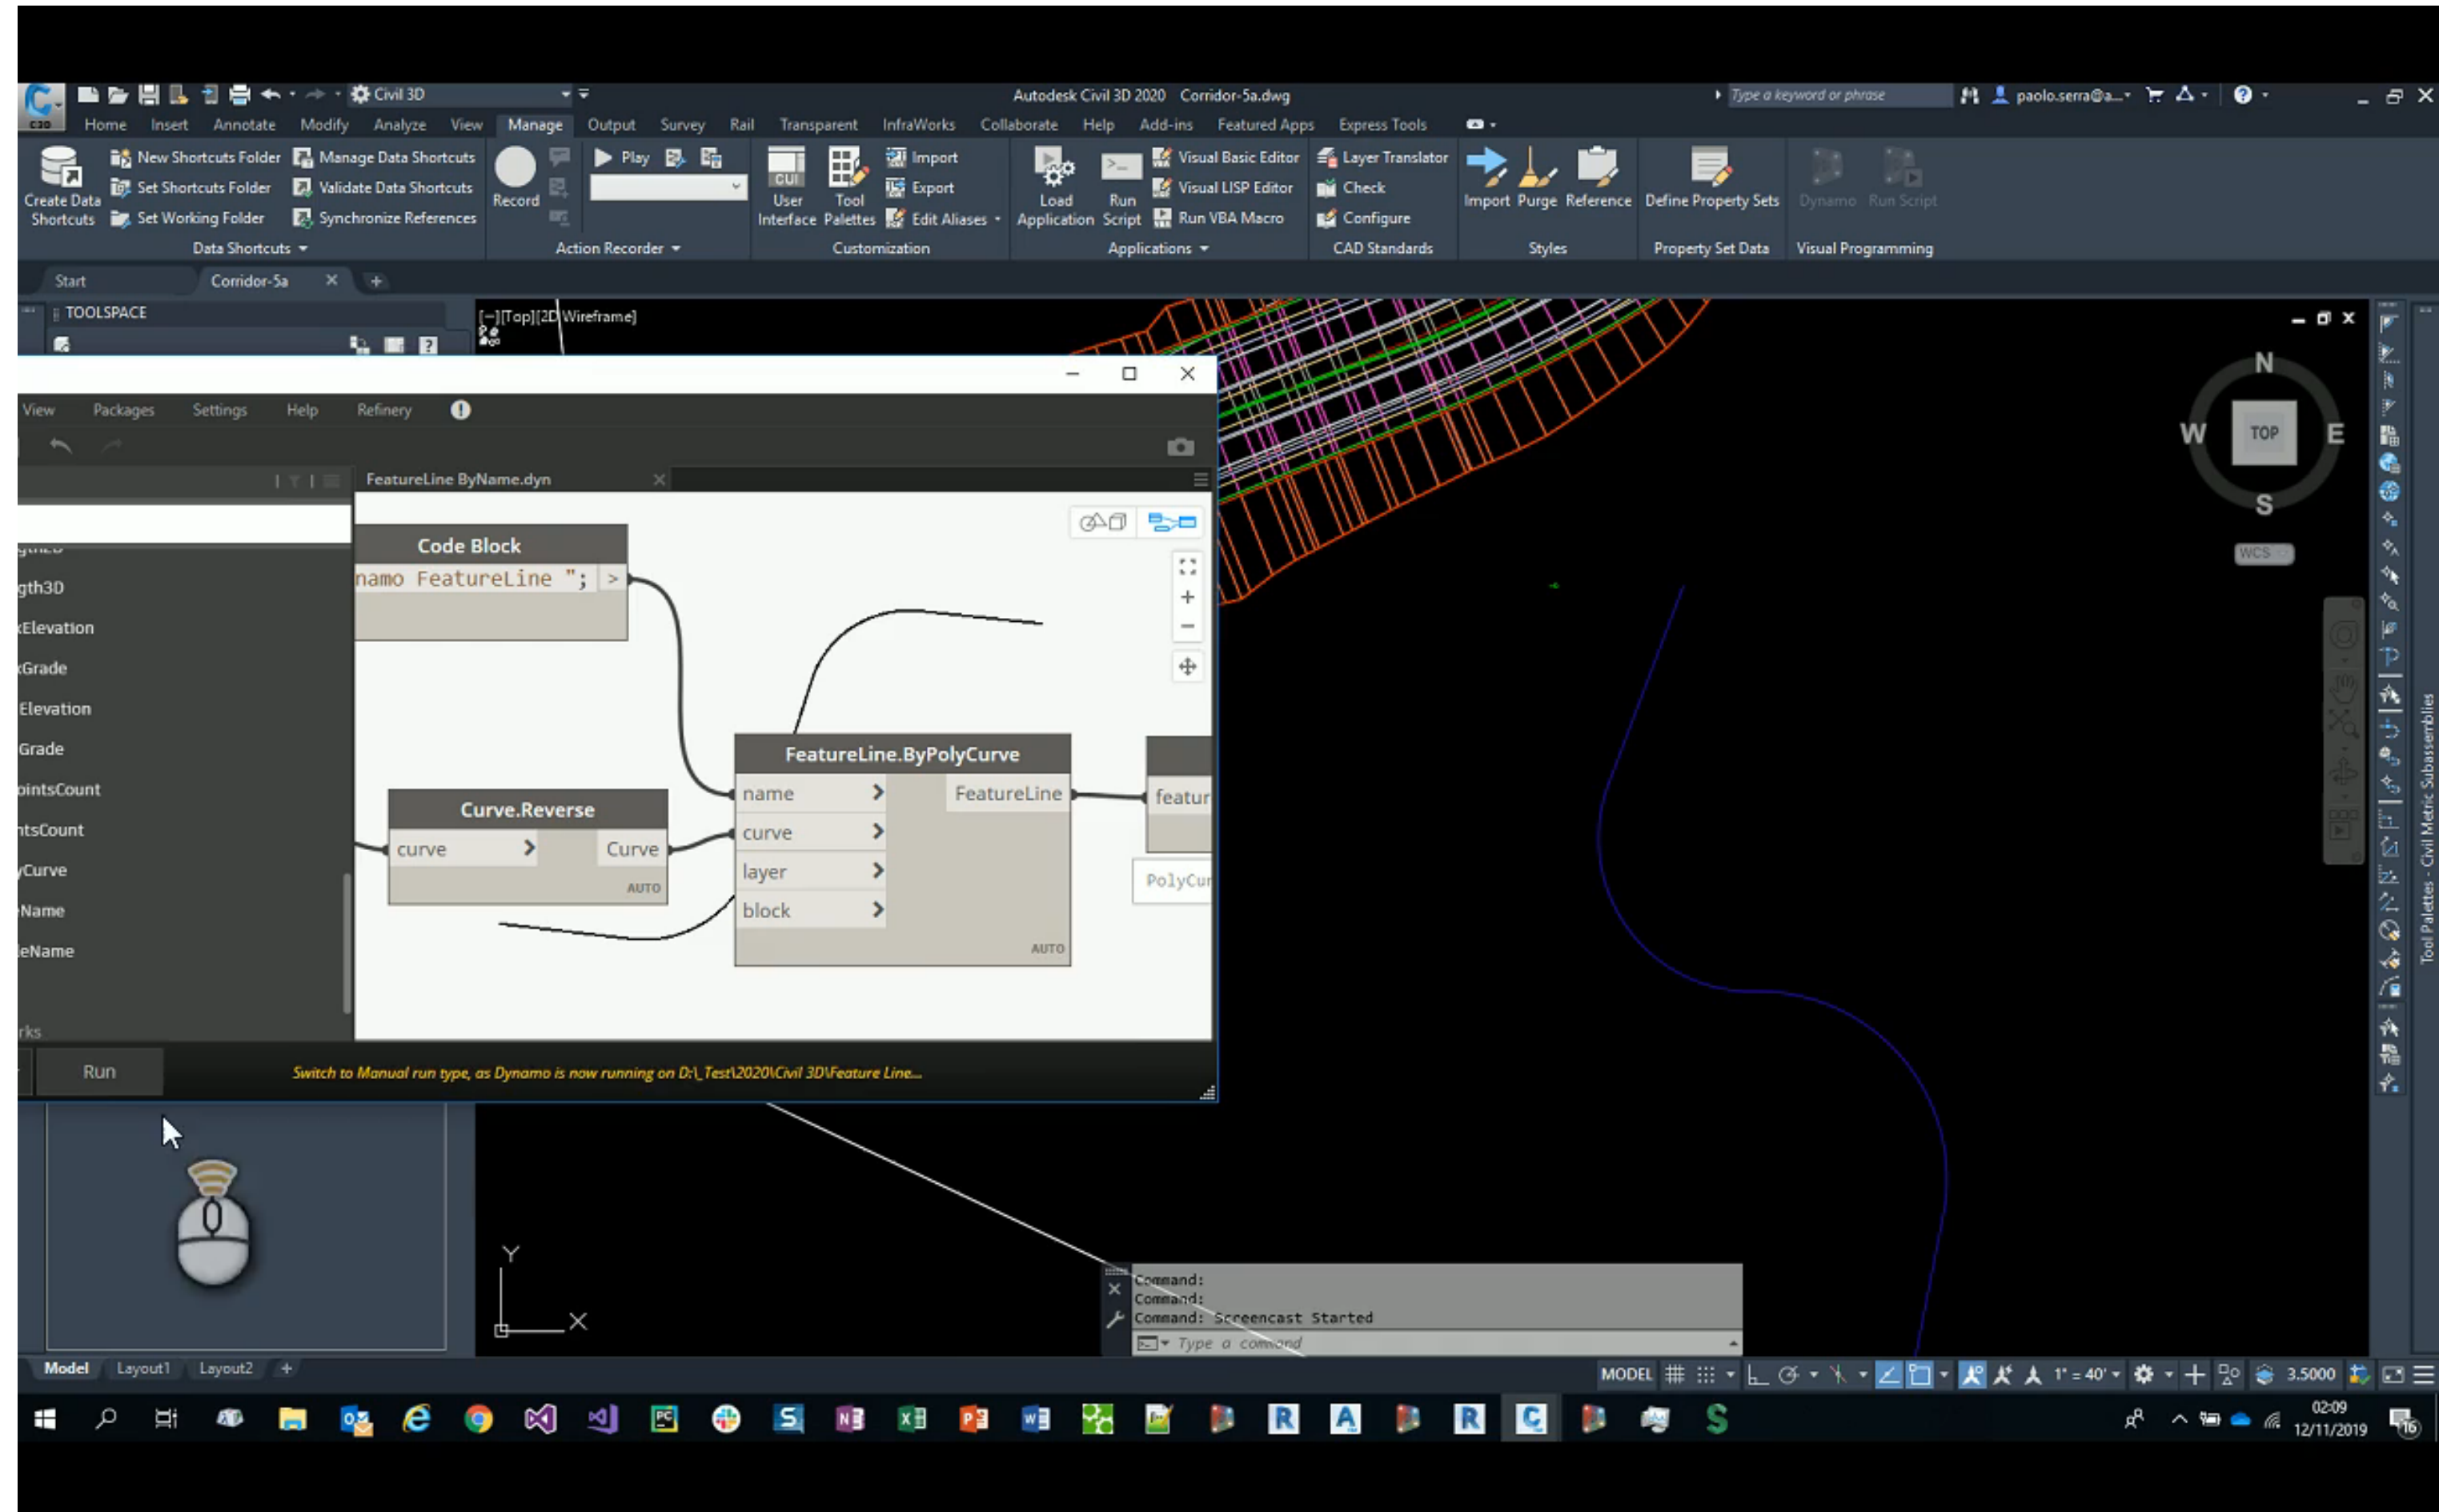 Civil 3D
Autodesk Civil 3D 2020 Corridor-5a.dwg
Type a keyword or phrase
paolo.serra@a...
C3D
Home Insert Annotate Modify Analyze View Manage Output Survey Rail Transparent InfraWorks Collaborate Help Add-ins Featured Apps Express Tools
New Shortcuts Folder Manage Data Shortcuts Play Import Visual Basic Editor Layer Translator
Set Shortcuts Folder Validate Data Shortcuts CUI Export Visual LISP Editor Check
Create Data Shortcuts Record User Interface Tool Palettes Load Application Run Script Import Purge Reference Define Property Sets Dynamo Run Script
Set Working Folder Synchronize References Edit Aliases Run VBA Macro Configure
Data Shortcuts Action Recorder Customization Applications CAD Standards Styles Property Set Data Visual Programming
Start Corridor-5a
TOOLSPACE
[−][Top][2D Wireframe]
N
W TOP E
S
WCS
View Packages Settings Help Refinery
FeatureLine ByName.dyn
Code Block
namo FeatureLine ";
>
gth3D
Elevation
Grade
Elevation
Grade
ointsCount
ntsCount
yCurve
Name
eName
rks
FeatureLine.ByPolyCurve
name > FeatureLine
curve >
layer >
block >
AUTO
featur
PolyCur
Curve.Reverse
curve > Curve
AUTO
Run
Switch to Manual run type, as Dynamo is now running on D:\_Test\2020\Civil 3D\Feature Line...
Tool Palettes - Civil Metric Subassemblies
Y
X
Command:
Command:
Command: Screencast Started
Type a command
Model Layout1 Layout2 +
MODEL 1" = 40' 3.5000
02:09
12/11/2019
16